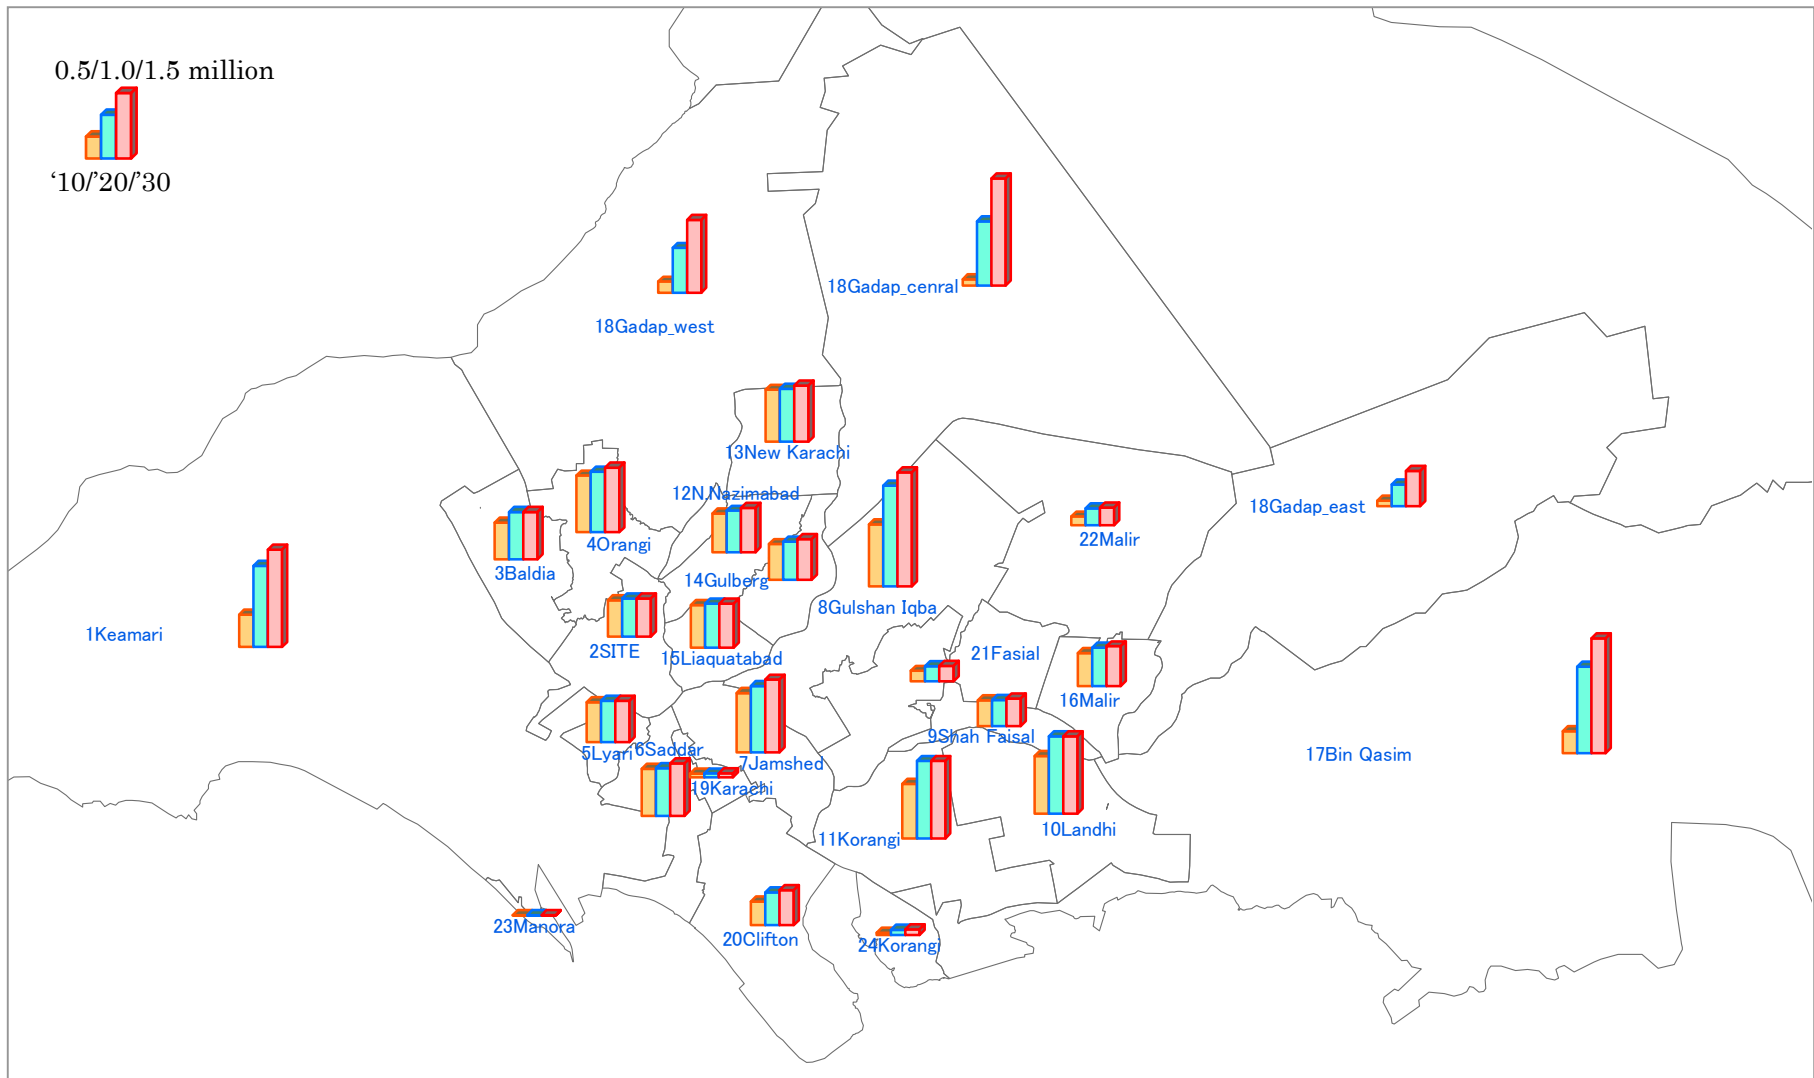 0.5/1.0/1.5 million
‘10/’20/’30
18Gadap_cenral
18Gadap_west
13New Karachi
12N.Nazimabad
18Gadap_east
22Malir
4Orangi
3Baldia
14Gulberg
8Gulshan Iqba
1Keamari
2SITE
15Liaquatabad
21Fasial
16Malir
9Shah Faisal
5Lyari
6Saddar
7Jamshed
17Bin Qasim
19Karachi
10Landhi
11Korangi
23Manora
20Clifton
24Korangi